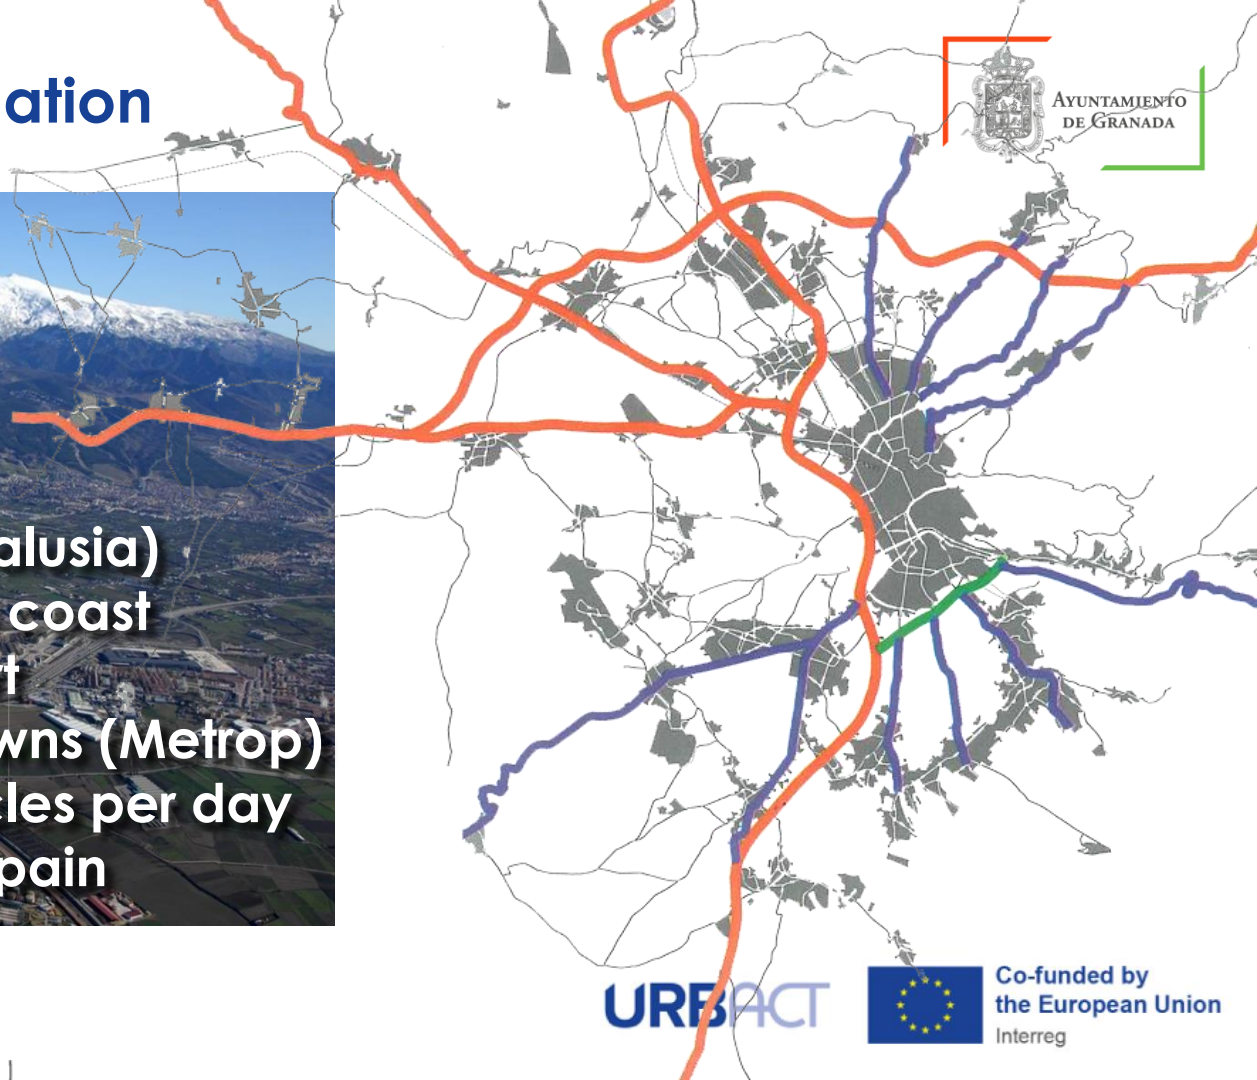 ation
AYUNTAMIENTO
DE GRANADA
alusia)
coast
rt
wns (Metrop)
cles per day
pain
URBACT
Co-funded by
the European Union
Interreg